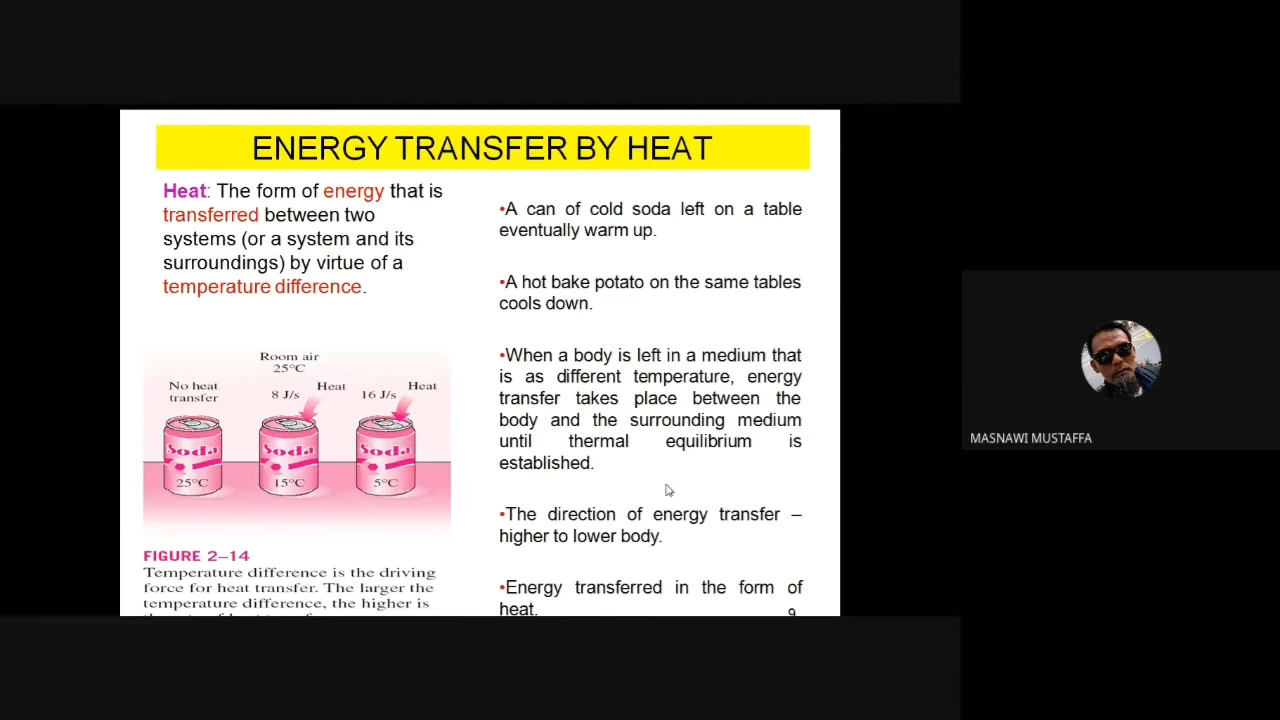 ENERGY TRANSFER BY HEAT
Heat: The form of energy that is
transferred between two
systems (or a system and its
surroundings) by virtue of a
temperature difference.
Room air
25°C
No heat
transfer
8 J/s
Heat
16 J/s
Heat
Soda
Soda
Soda
25°C
15°C
5°C
FIGURE 2–14
Temperature difference is the driving
force for heat transfer. The larger the
temperature difference, the higher is
•A can of cold soda left on a table
eventually warm up.
•A hot bake potato on the same tables
cools down.
•When a body is left in a medium that
is as different temperature, energy
transfer takes place between the
body and the surrounding medium
until thermal equilibrium is
established.
•The direction of energy transfer –
higher to lower body.
•Energy transferred in the form of
heat.
9
MASNAWI MUSTAFFA